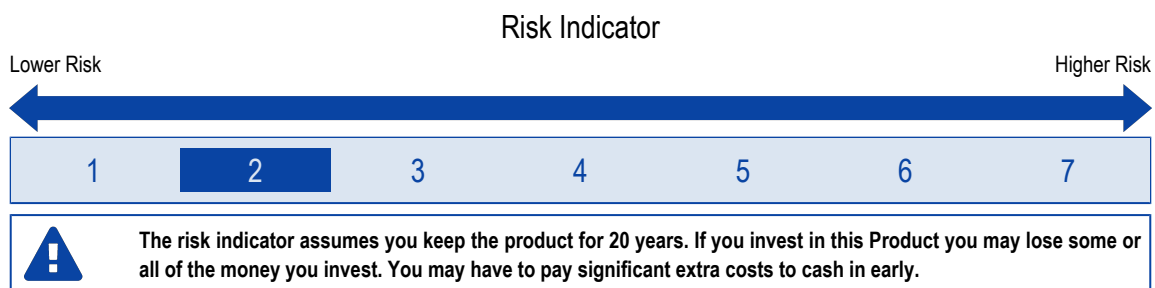 Risk Indicator
Lower Risk Higher Risk
1 2 3 4 5 6 7
The risk indicator assumes you keep the product for 20 years. If you invest in this Product you may lose some or
all of the money you invest. You may have to pay significant extra costs to cash in early.